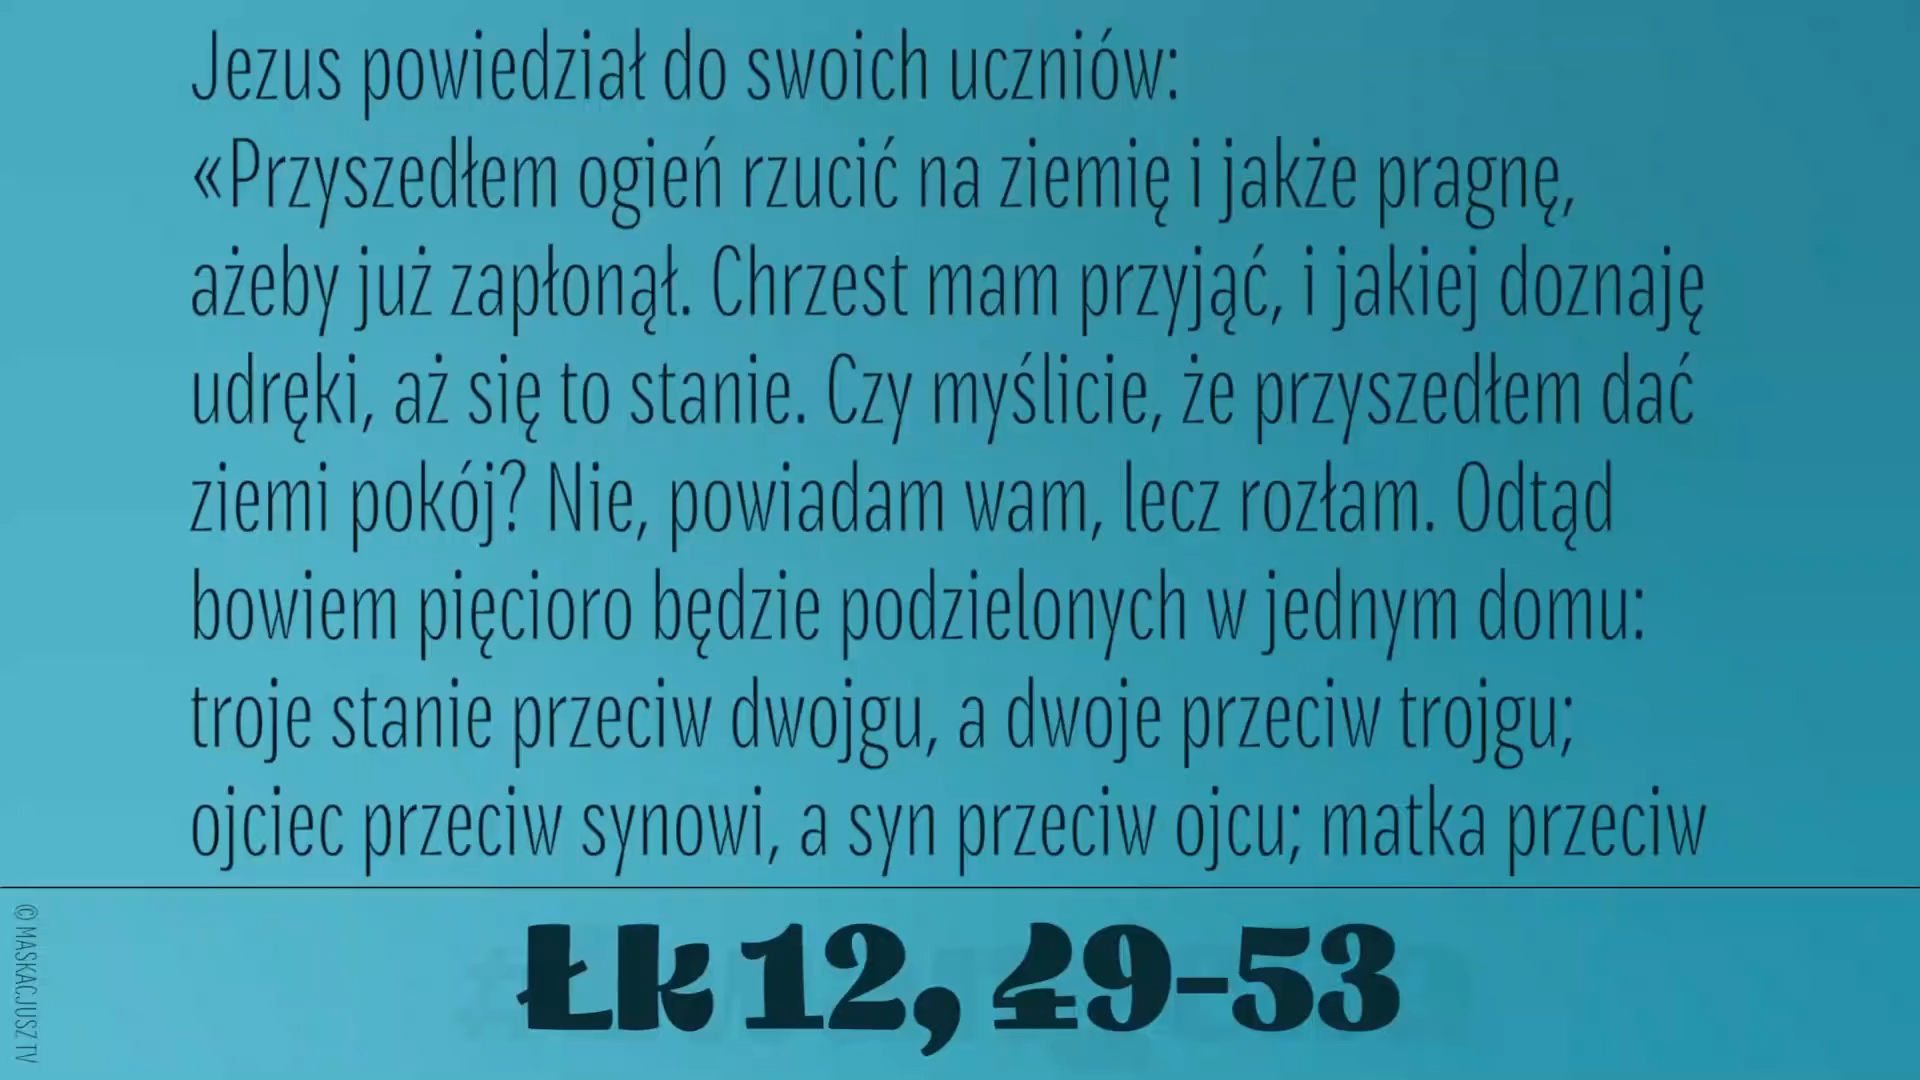 Jezus powiedział do swoich uczniów:
«Przyszedłem ogień rzucić na ziemię i jakże pragnę,
ażeby już zapłonął. Chrzest mam przyjąć, i jakiej doznaję
udręki, aż się to stanie. Czy myślicie, że przyszedłem dać
ziemi pokój? Nie, powiadam wam, lecz rozłam. Odtąd
bowiem pięcioro będzie podzielonych w jednym domu:
troje stanie przeciw dwojgu, a dwoje przeciw trojgu;
ojciec przeciw synowi, a syn przeciw ojcu; matka przeciw
Łk 12, 49-53
© MASKACJUSZ TV